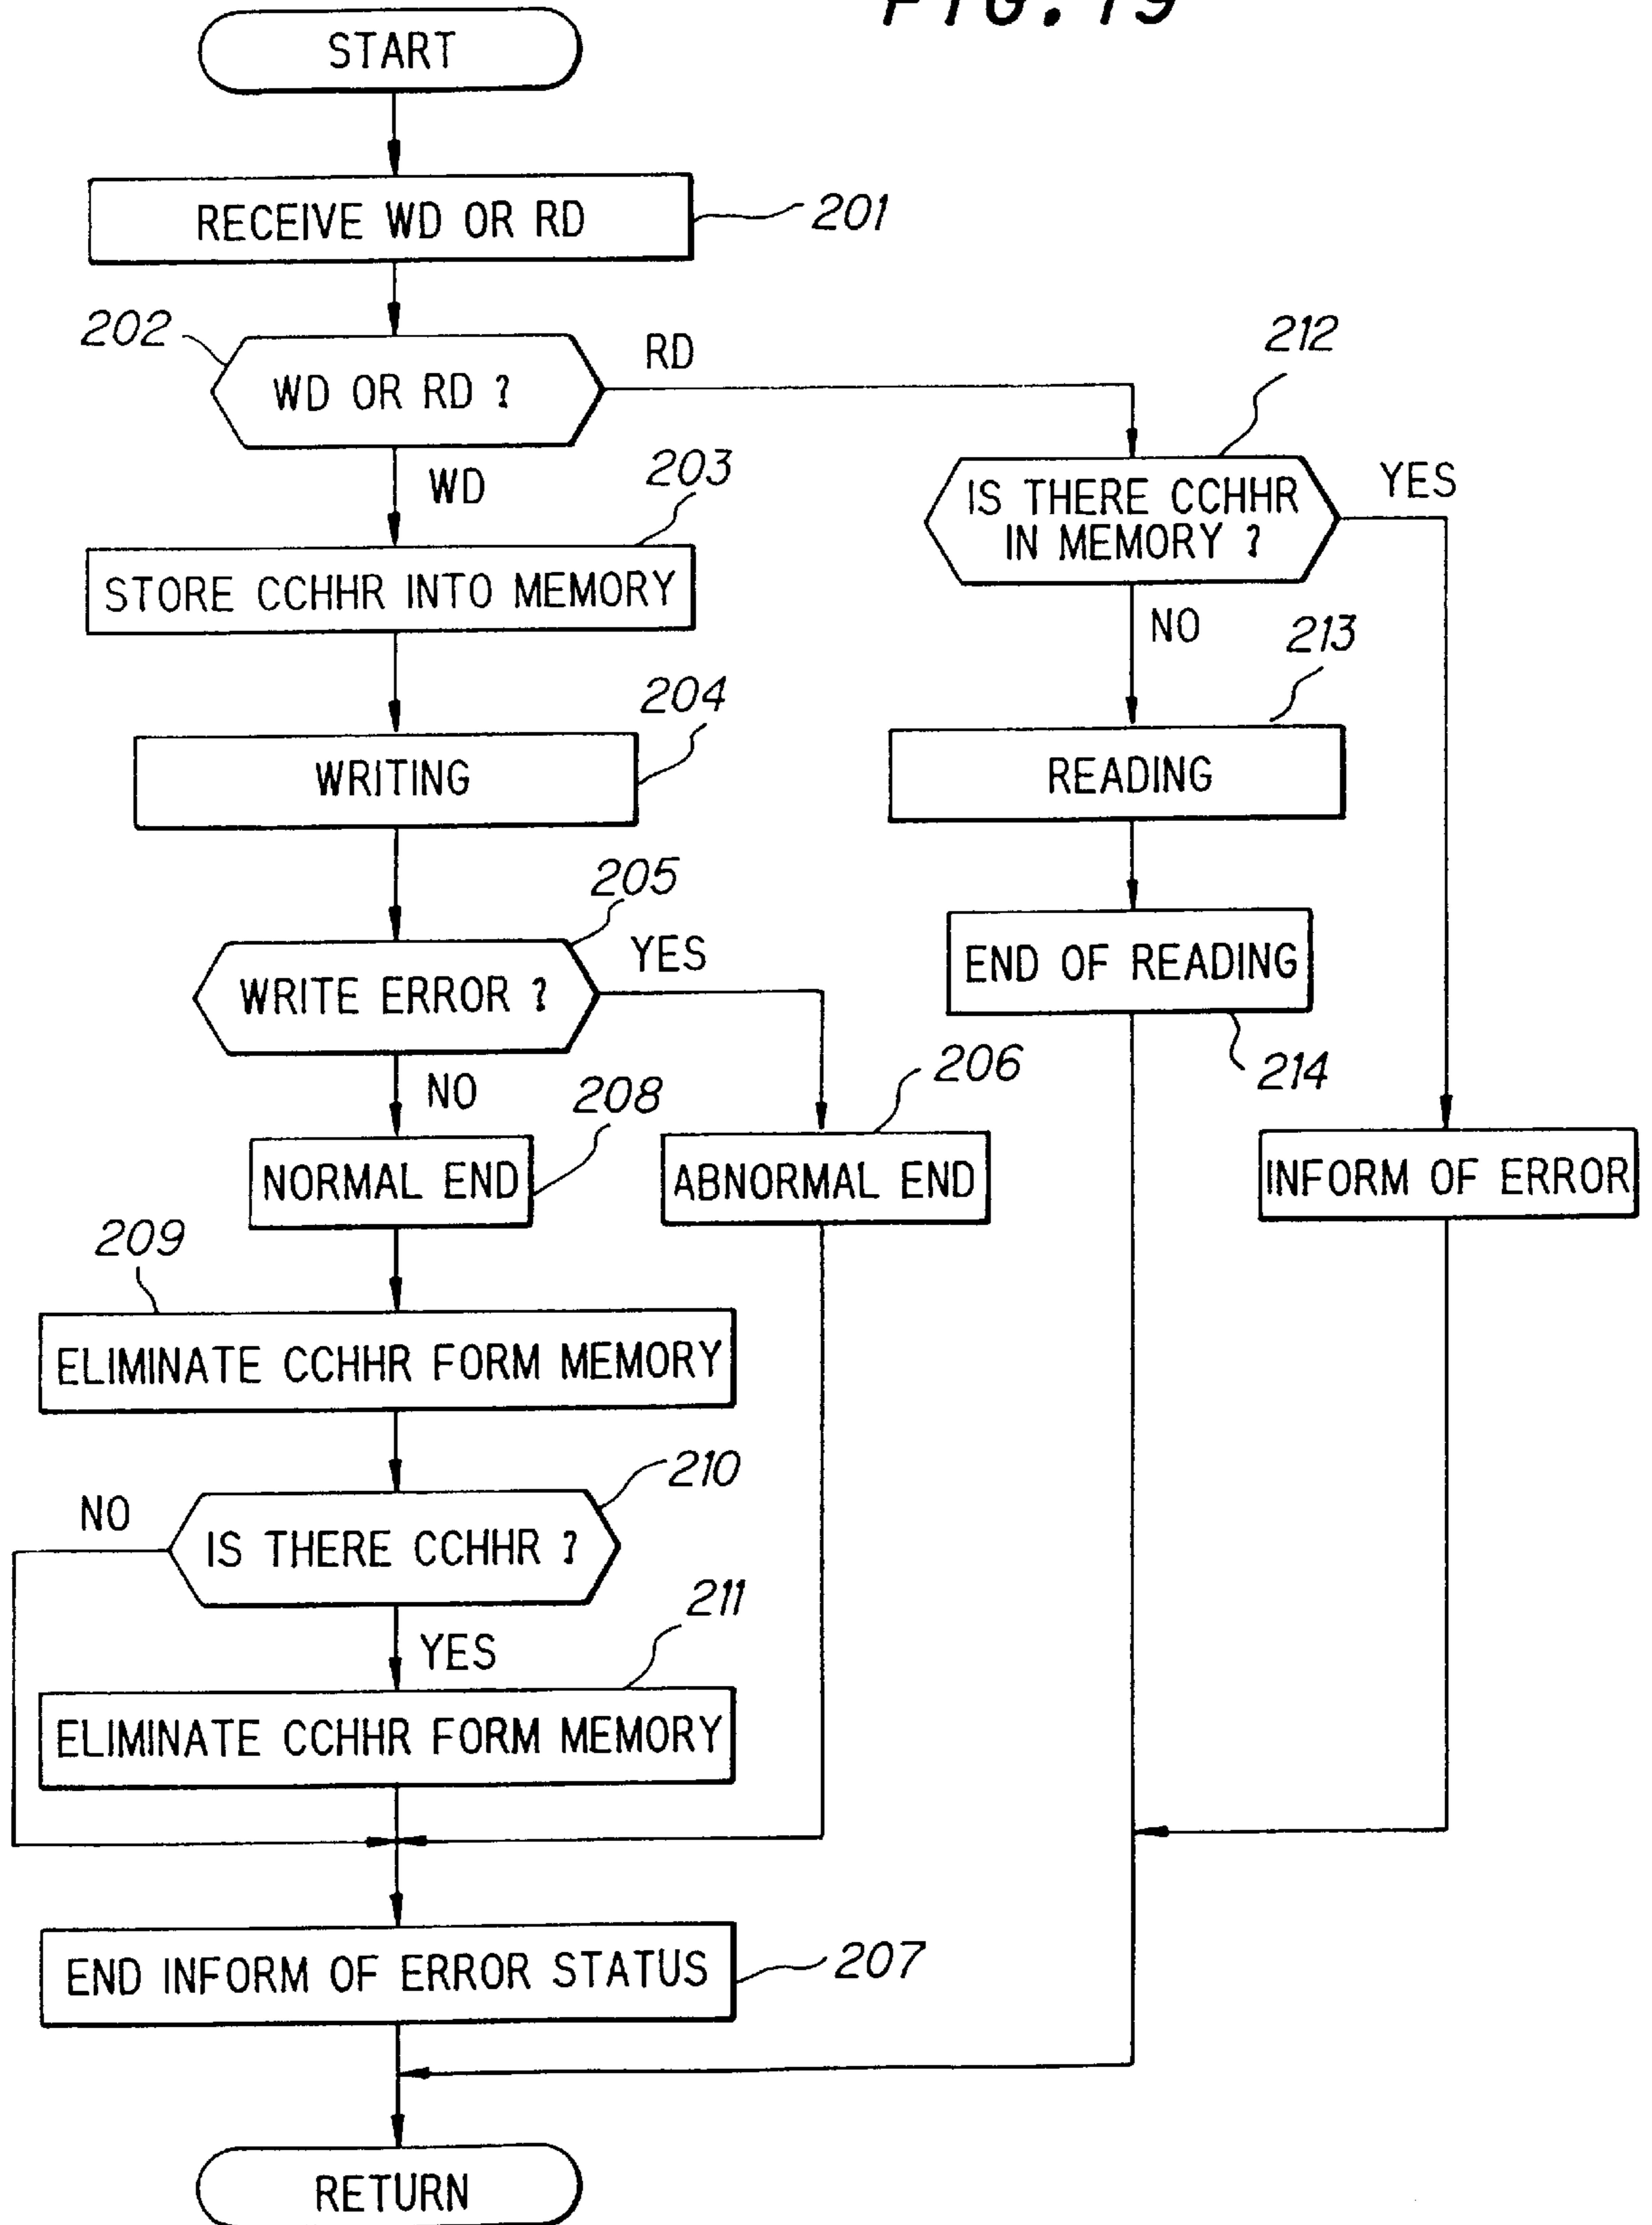 FIG. 19
START
RECEIVE WD OR RD
201
202
WD OR RD ?
RD
WD
203
STORE CCHHR INTO MEMORY
204
WRITING
205
WRITE ERROR ?
YES
NO
208
NORMAL END
206
ABNORMAL END
209
ELIMINATE CCHHR FORM MEMORY
210
NO
IS THERE CCHHR ?
211
YES
ELIMINATE CCHHR FORM MEMORY
END INFORM OF ERROR STATUS
207
RETURN
212
IS THERE CCHHR
IN MEMORY ?
YES
NO
213
READING
END OF READING
214
INFORM OF ERROR